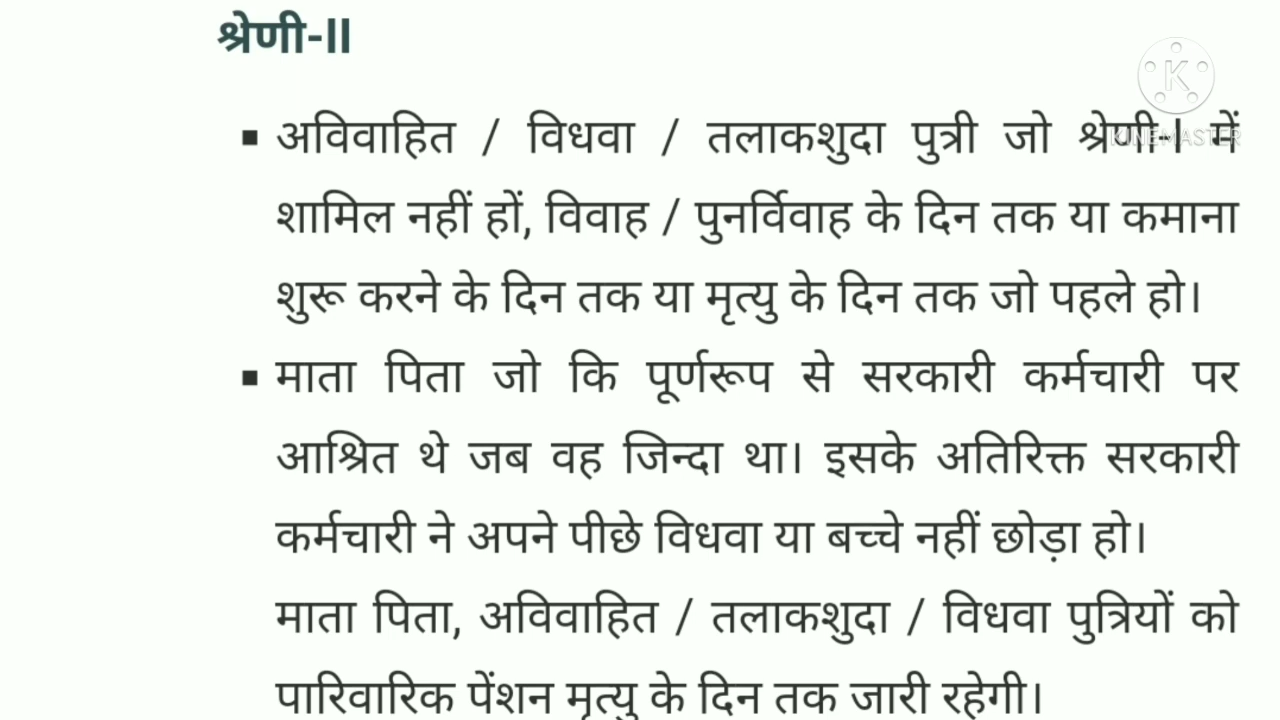 श्रेणी-II
▪ अविवाहित / विधवा / तलाकशुदा पुत्री जो श्रेणी-I में
शामिल नहीं हों, विवाह / पुनर्विवाह के दिन तक या कमाना
शुरू करने के दिन तक या मृत्यु के दिन तक जो पहले हो।
▪ माता पिता जो कि पूर्णरूप से सरकारी कर्मचारी पर
आश्रित थे जब वह जिन्दा था। इसके अतिरिक्त सरकारी
कर्मचारी ने अपने पीछे विधवा या बच्चे नहीं छोड़ा हो।
माता पिता, अविवाहित / तलाकशुदा / विधवा पुत्रियों को
पारिवारिक पेंशन मृत्यु के दिन तक जारी रहेगी।
K
KINEMASTER